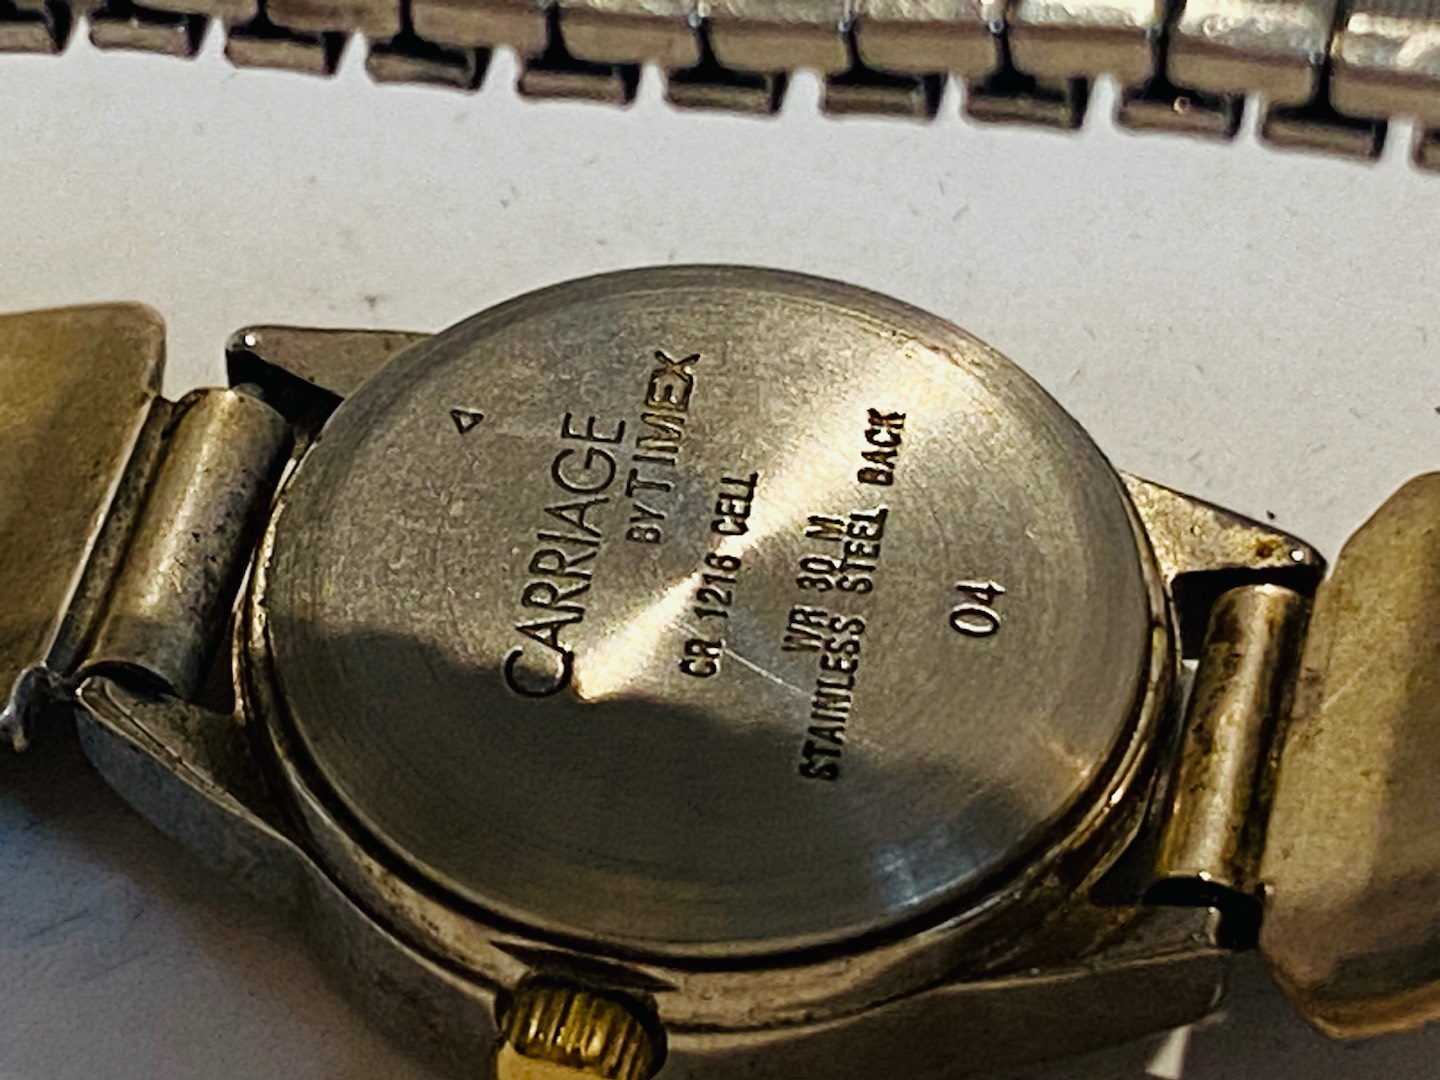 CARRIAGE
BY TIMEX
CR 1216 CELL
WR 30 M
STAINLESS STEEL BACK
04